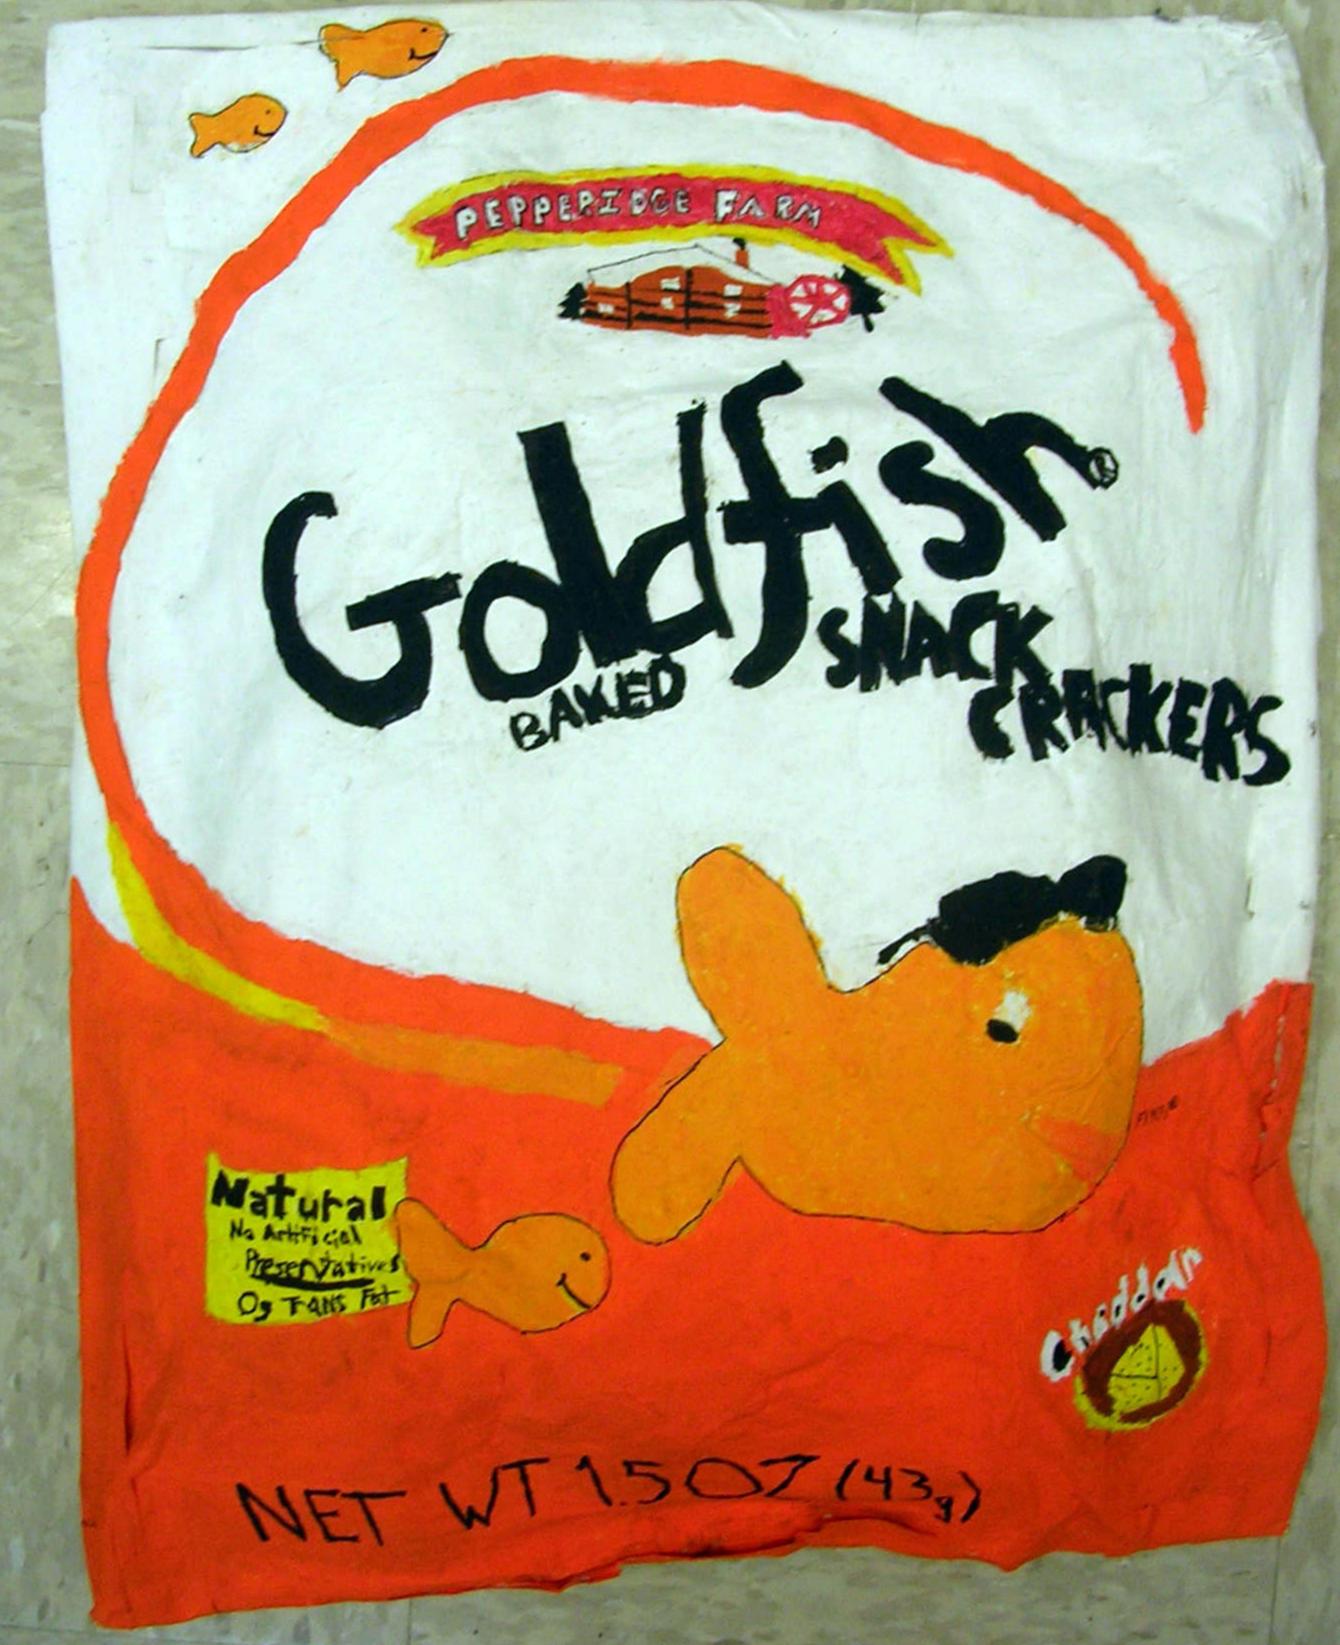 PEPPERIDGE FARM
Goldfish ®
BAKED SNACK
CRACKERS
Natural
No Artificial
Preservatives
0g TRANS Fat
Cheddar
NET WT 1.5 OZ (43g)